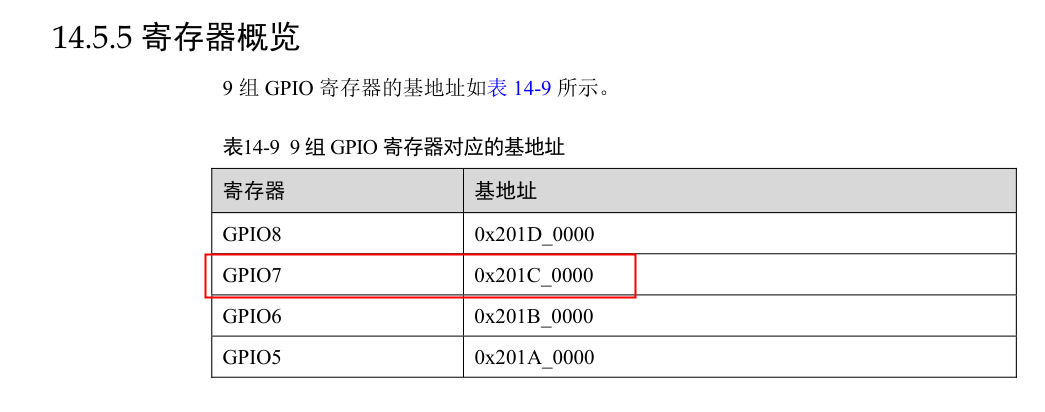 14.5.5 寄存器概览
9 组 GPIO 寄存器的基地址如表 14-9 所示。
表14-9 9 组 GPIO 寄存器对应的基地址
寄存器 基地址
GPIO8 0x201D_0000
GPIO7 0x201C_0000
GPIO6 0x201B_0000
GPIO5 0x201A_0000